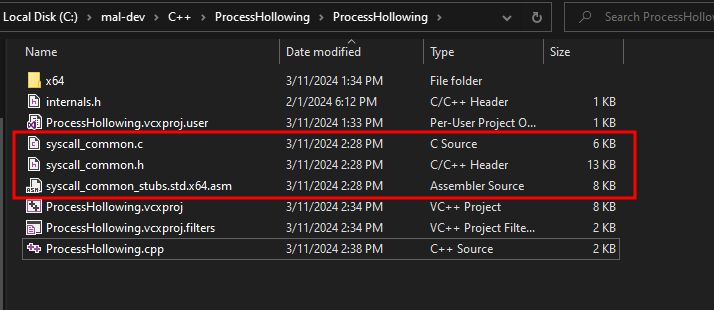 Local Disk (C:) › mal-dev › C++ › ProcessHollowing › ProcessHollowing › Search ProcessHollow
Name Date modified Type Size
x64 3/11/2024 1:34 PM File folder
internals.h 2/1/2024 6:12 PM C/C++ Header 1 KB
ProcessHollowing.vcxproj.user 3/11/2024 1:33 PM Per-User Project O... 1 KB
syscall_common.c 3/11/2024 2:28 PM C Source 6 KB
syscall_common.h 3/11/2024 2:28 PM C/C++ Header 13 KB
ASM syscall_common_stubs.std.x64.asm 3/11/2024 2:28 PM Assembler Source 8 KB
ProcessHollowing.vcxproj 3/11/2024 2:34 PM VC++ Project 8 KB
ProcessHollowing.vcxproj.filters 3/11/2024 2:34 PM VC++ Project Filte... 2 KB
ProcessHollowing.cpp 3/11/2024 2:38 PM C++ Source 2 KB